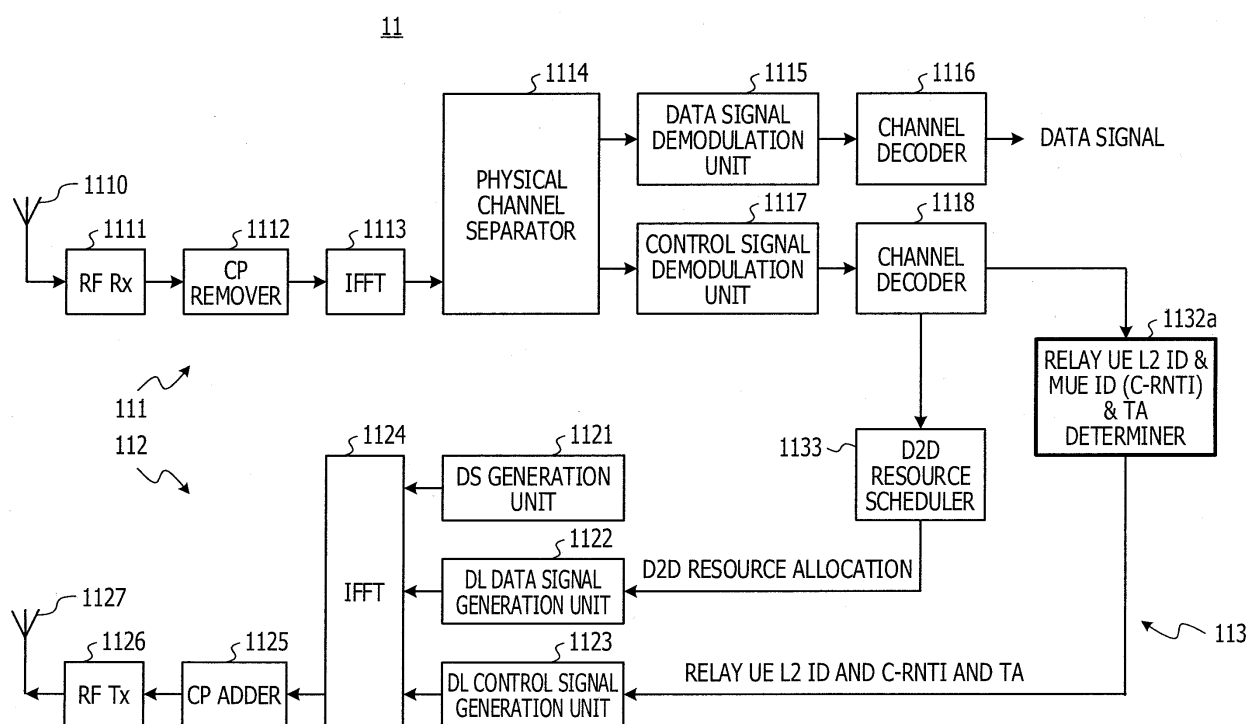 11
1114
1115
1116
DATA SIGNAL
DEMODULATION
UNIT
CHANNEL
DECODER
DATA SIGNAL
1110
PHYSICAL
CHANNEL
SEPARATOR
1111
1112
1113
1117
1118
RF Rx
CP
REMOVER
IFFT
CONTROL SIGNAL
DEMODULATION
UNIT
CHANNEL
DECODER
1132a
RELAY UE L2 ID &
MUE ID (C-RNTI)
& TA
DETERMINER
111
112
1124
1121
1133
DS GENERATION
UNIT
D2D
RESOURCE
SCHEDULER
1122
IFFT
DL DATA SIGNAL
GENERATION UNIT
D2D RESOURCE ALLOCATION
1127
1126
1125
1123
113
RF Tx
CP ADDER
DL CONTROL SIGNAL
GENERATION UNIT
RELAY UE L2 ID AND C-RNTI AND TA